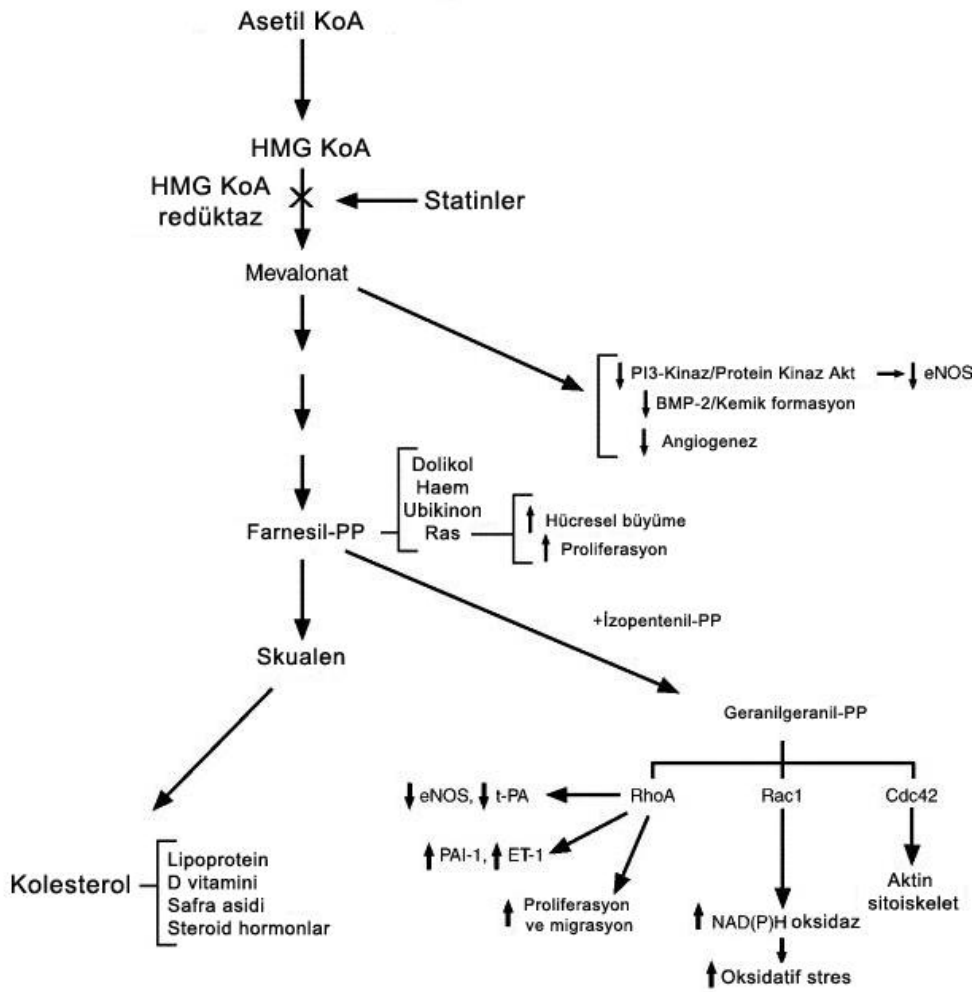 Asetil KoA
HMG KoA
HMG KoA
redüktaz
Statinler
Mevalonat
PI3-Kinaz/Protein Kinaz Akt
eNOS
BMP-2/Kemik formasyon
Angiogenez
Dolikol
Haem
Ubikinon
Ras
Farnesil-PP
Hücresel büyüme
Proliferasyon
+İzopentenil-PP
Skualen
Geranilgeranil-PP
eNOS, t-PA
RhoA
Rac1
Cdc42
PAI-1, ET-1
Kolesterol
Lipoprotein
D vitamini
Safra asidi
Steroid hormonlar
Proliferasyon
ve migrasyon
NAD(P)H oksidaz
Oksidatif stres
Aktin
sitoiskelet